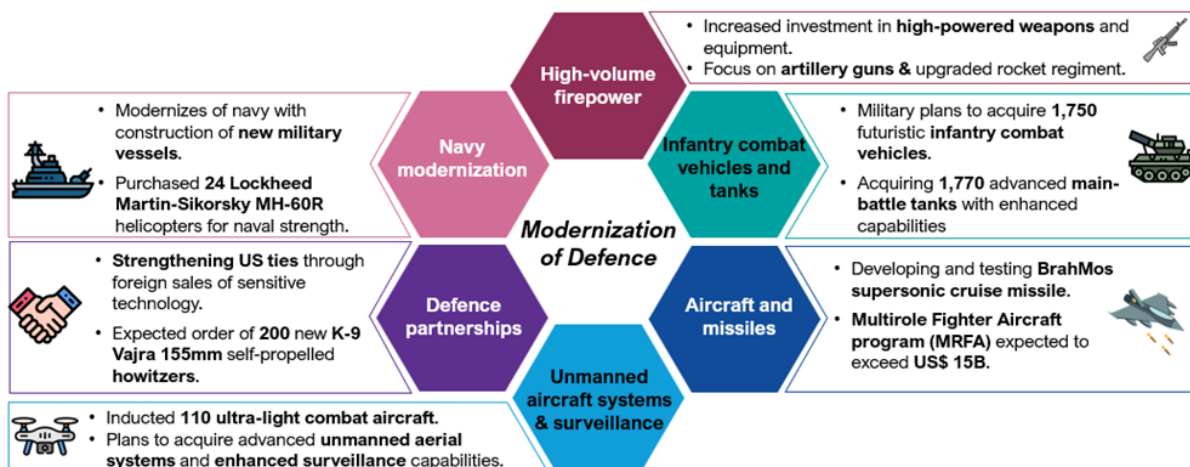 • Increased investment in high-powered weapons and
equipment.
• Focus on artillery guns & upgraded rocket regiment.
High-volume
firepower
• Modernizes of navy with
construction of new military
vessels.
• Purchased 24 Lockheed
Martin-Sikorsky MH-60R
helicopters for naval strength.
Navy
modernization
Infantry combat
vehicles and
tanks
• Military plans to acquire 1,750
futuristic infantry combat
vehicles.
• Acquiring 1,770 advanced main-
battle tanks with enhanced
capabilities
Modernization
of Defence
• Strengthening US ties through
foreign sales of sensitive
technology.
• Expected order of 200 new K-9
Vajra 155mm self-propelled
howitzers.
Defence
partnerships
Aircraft and
missiles
• Developing and testing BrahMos
supersonic cruise missile.
• Multirole Fighter Aircraft
program (MRFA) expected to
exceed US$ 15B.
Unmanned
aircraft systems
& surveillance
• Inducted 110 ultra-light combat aircraft.
• Plans to acquire advanced unmanned aerial
systems and enhanced surveillance capabilities.